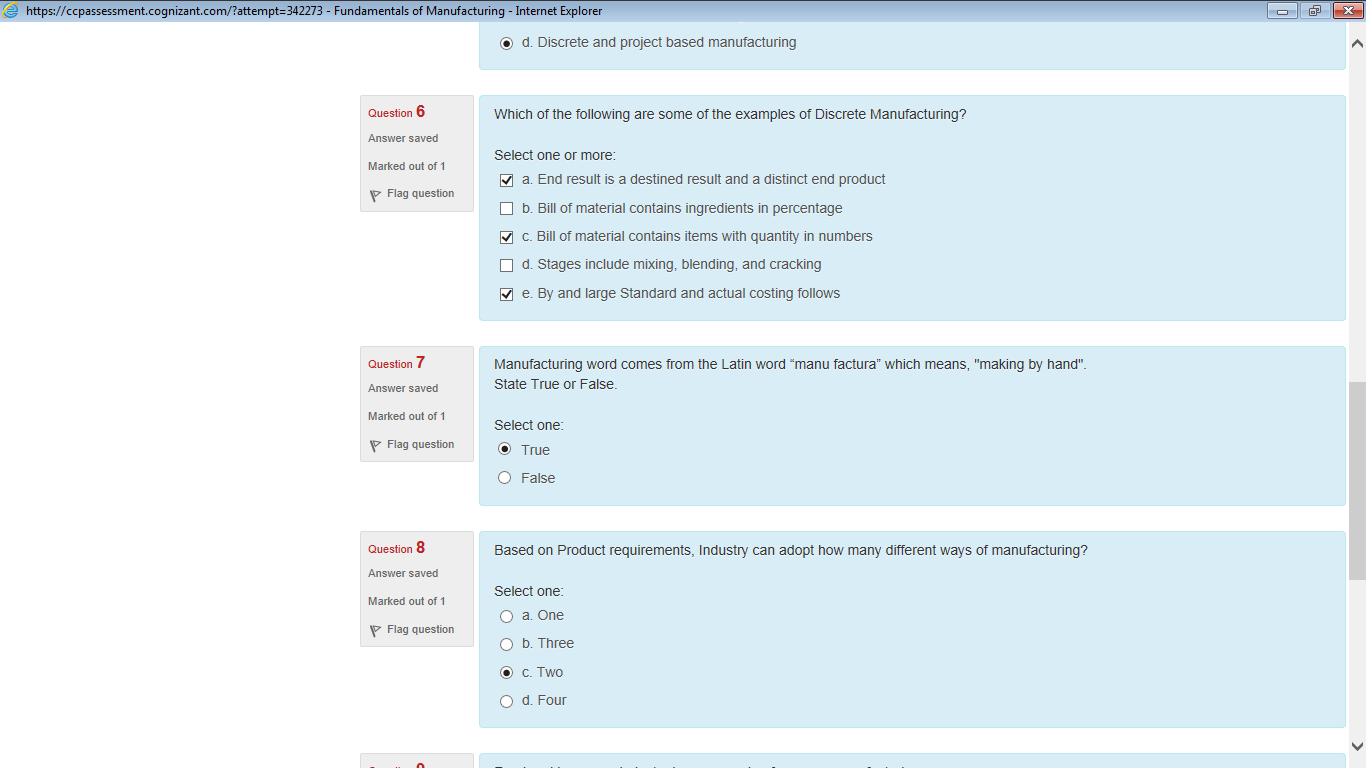 https://ccpassessment.cognizant.com/?attempt=342273 - Fundamentals of Manufacturing - Internet Explorer
d. Discrete and project based manufacturing
Question 6
Answer saved
Marked out of 1
Flag question
Which of the following are some of the examples of Discrete Manufacturing?
Select one or more:
a. End result is a destined result and a distinct end product
b. Bill of material contains ingredients in percentage
c. Bill of material contains items with quantity in numbers
d. Stages include mixing, blending, and cracking
e. By and large Standard and actual costing follows
Question 7
Answer saved
Marked out of 1
Flag question
Manufacturing word comes from the Latin word “manu factura” which means, "making by hand".
State True or False.
Select one:
True
False
Question 8
Answer saved
Marked out of 1
Flag question
Based on Product requirements, Industry can adopt how many different ways of manufacturing?
Select one:
a. One
b. Three
c. Two
d. Four